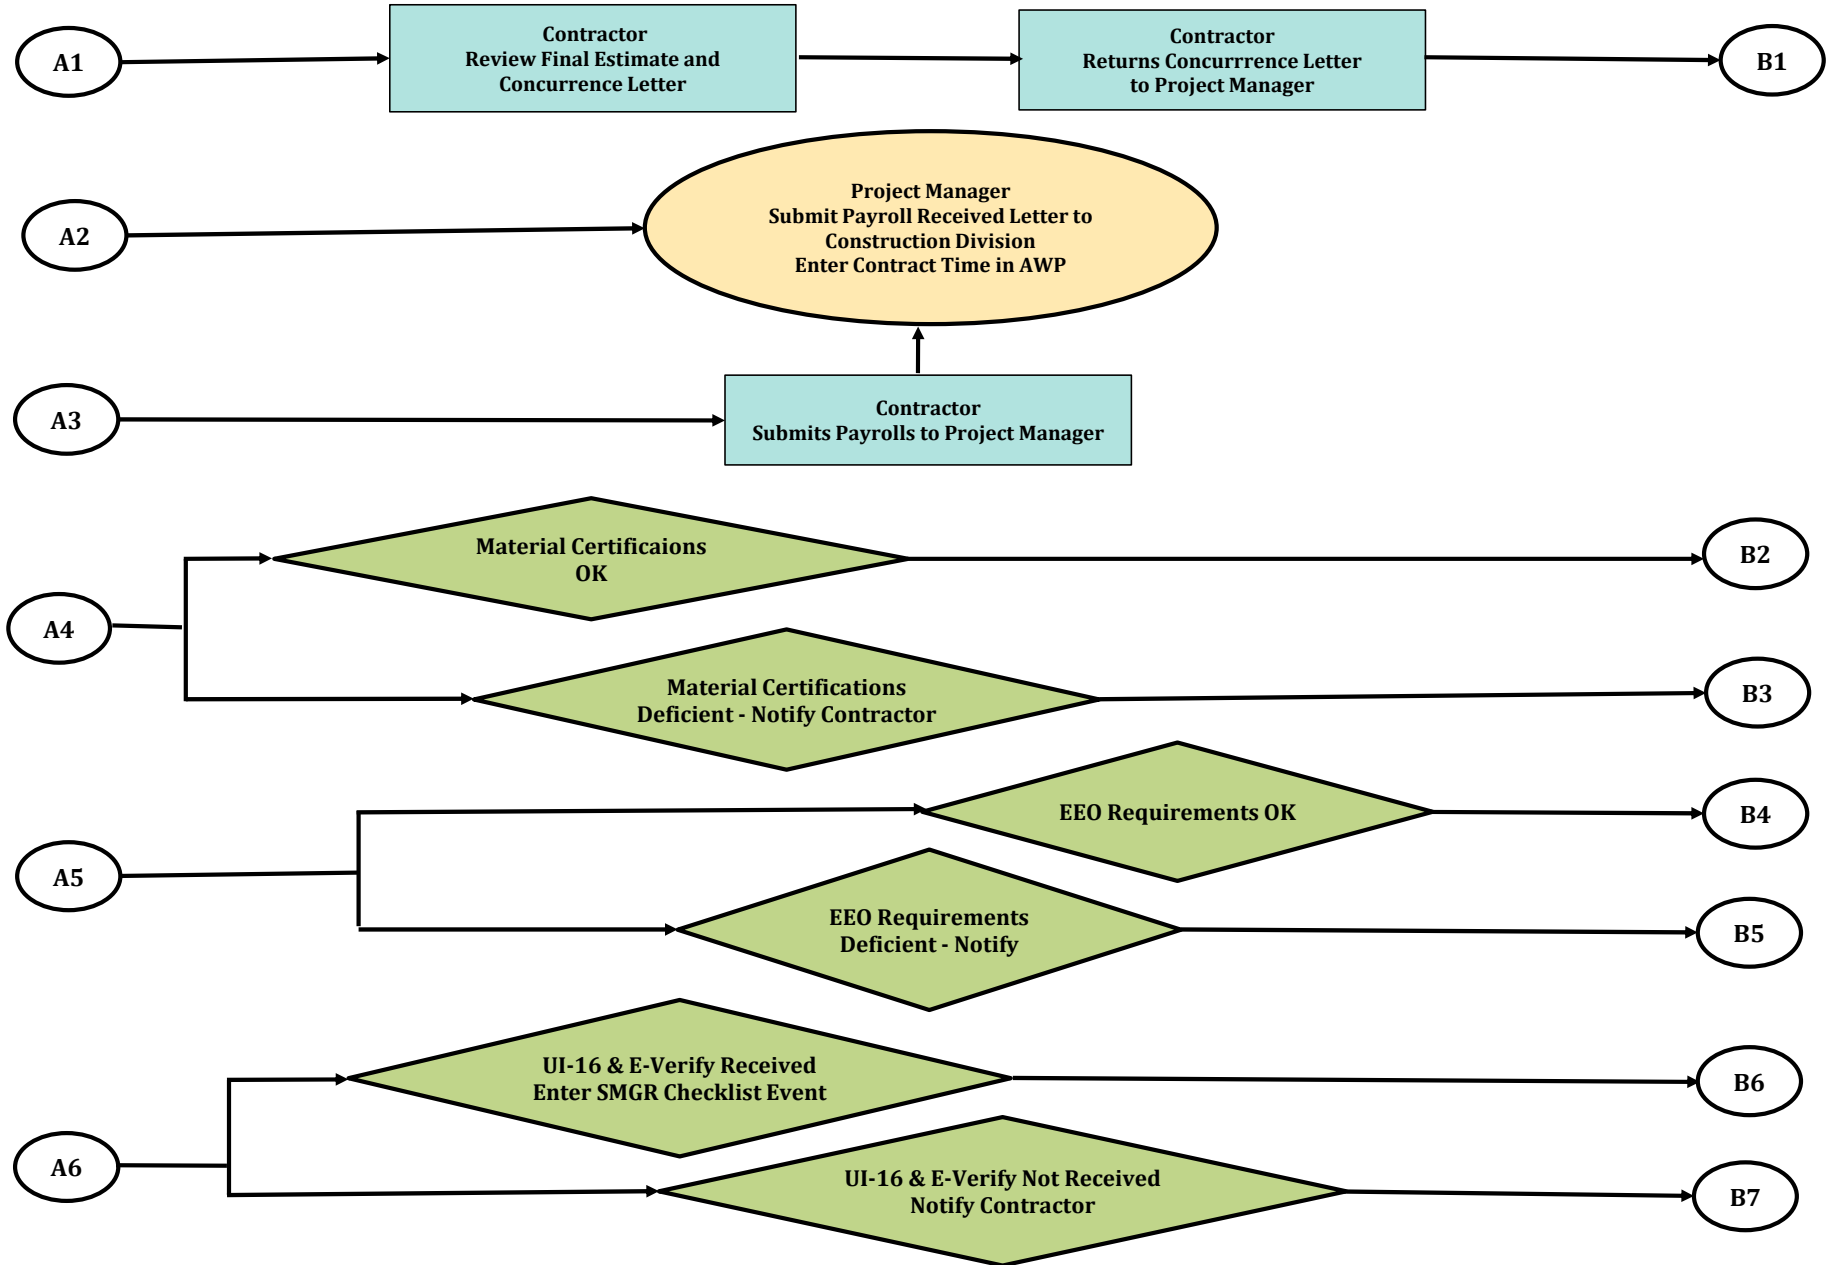 A1
Contractor
Review Final Estimate and
Concurrence Letter
Contractor
Returns Concurrrence Letter
to Project Manager
B1
A2
Project Manager
Submit Payroll Received Letter to
Construction Division
Enter Contract Time in AWP
A3
Contractor
Submits Payrolls to Project Manager
A4
Material Certificaions
OK
B2
Material Certifications
Deficient - Notify Contractor
B3
A5
EEO Requirements OK
B4
EEO Requirements
Deficient - Notify
B5
A6
UI-16 & E-Verify Received
Enter SMGR Checklist Event
B6
UI-16 & E-Verify Not Received
Notify Contractor
B7